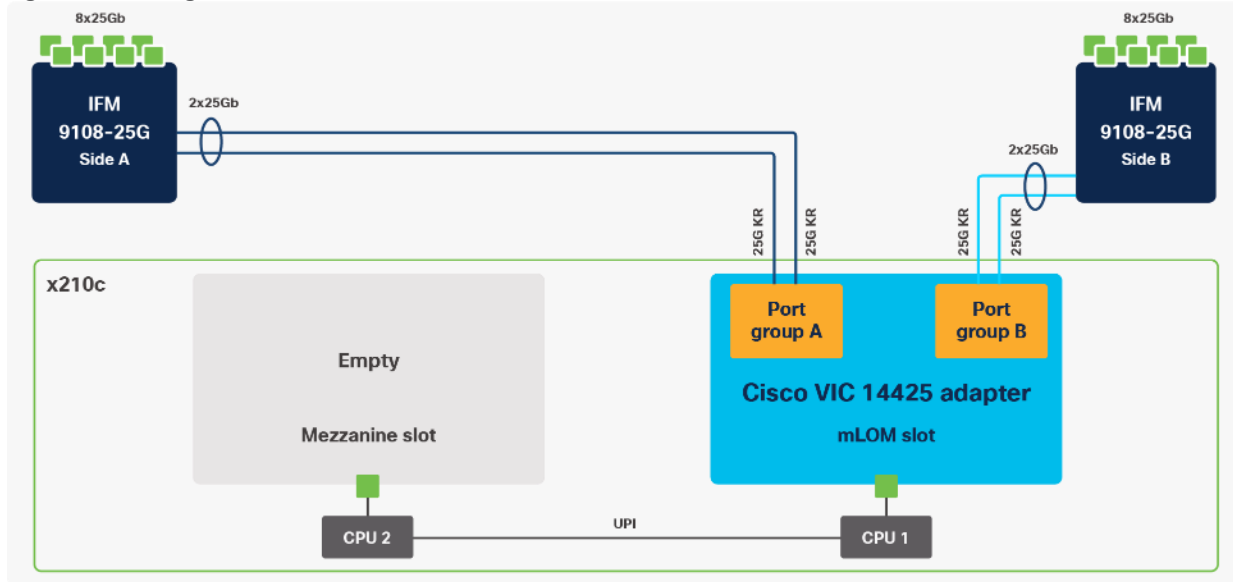 8x25Gb
8x25Gb
IFM
9108-25G
Side A
2x25Gb
IFM
9108-25G
Side B
2x25Gb
25G KR
25G KR
25G KR
25G KR
x210c
Port
group A
Port
group B
Empty
Mezzanine slot
Cisco VIC 14425 adapter
mLOM slot
CPU 2
UPI
CPU 1